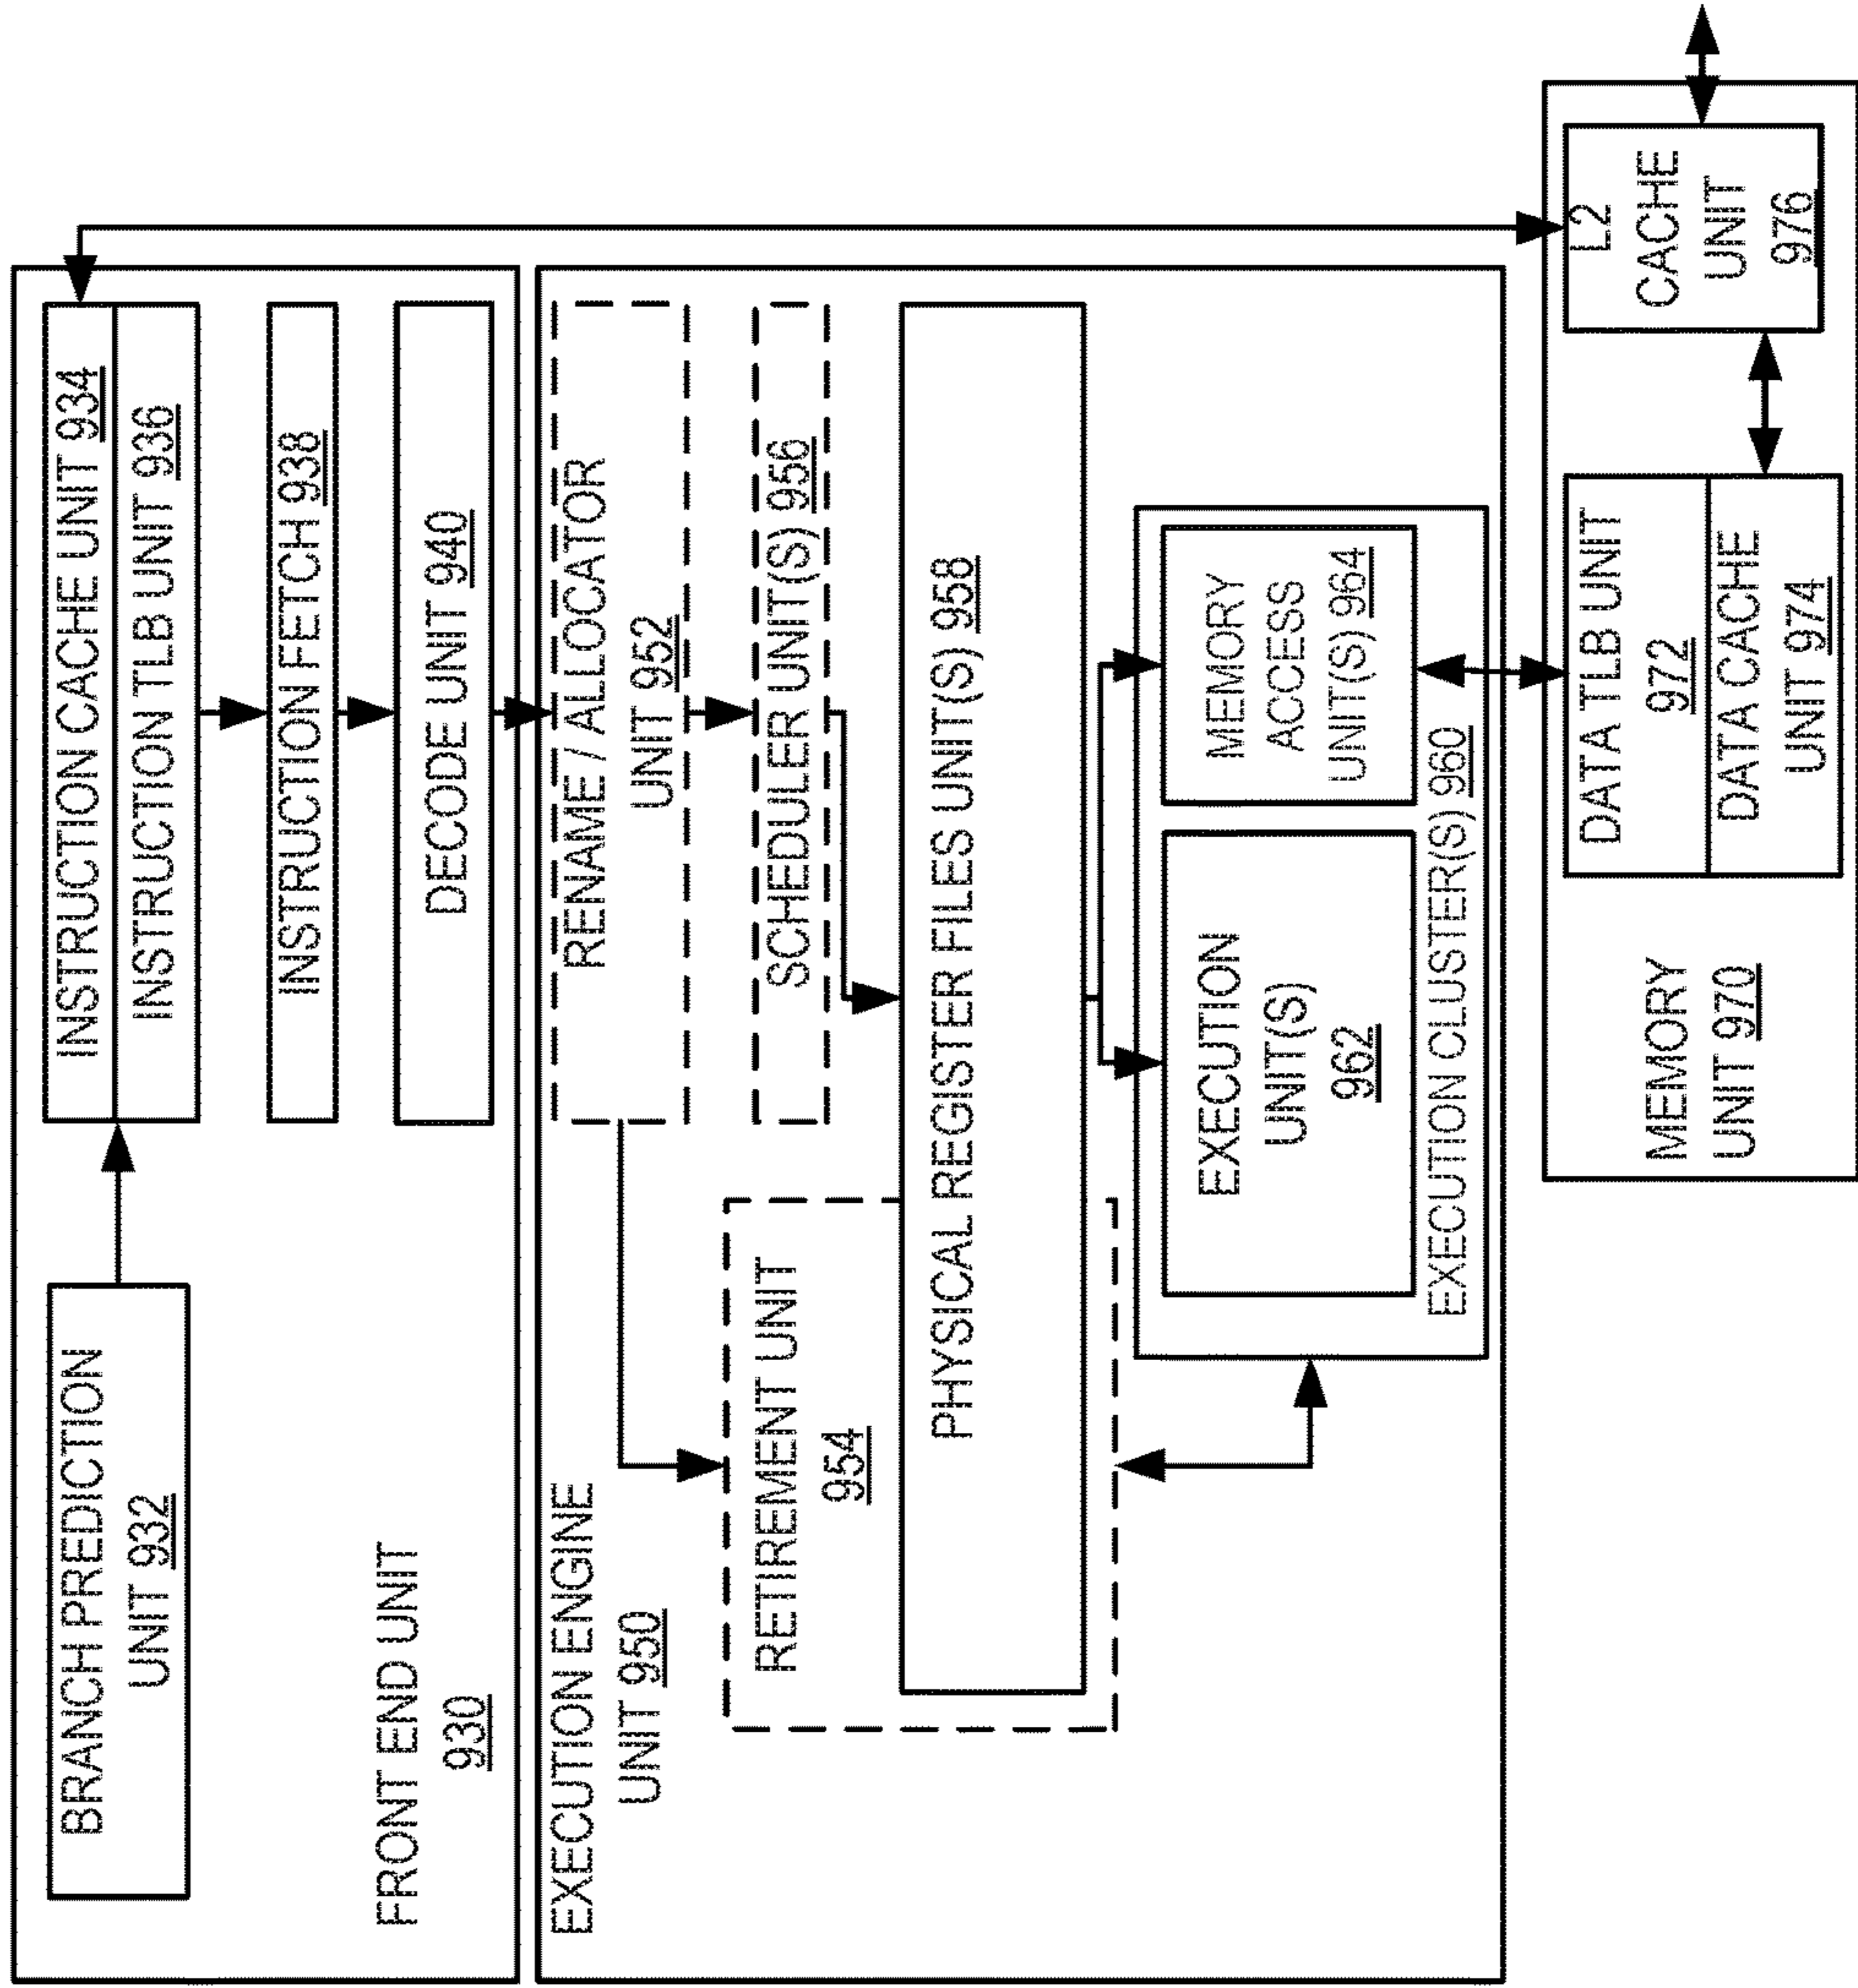 BRANCH PREDICTION
UNIT 932
INSTRUCTION CACHE UNIT 934
INSTRUCTION TLB UNIT 936
INSTRUCTION FETCH 938
FRONT END UNIT
930
DECODE UNIT 940
EXECUTION ENGINE
UNIT 950
RENAME / ALLOCATOR
UNIT 952
RETIREMENT UNIT
954
SCHEDULER UNIT(S) 956
PHYSICAL REGISTER FILES UNIT(S) 958
EXECUTION
UNIT(S)
962
MEMORY
ACCESS
UNIT(S) 964
EXECUTION CLUSTER(S) 960
MEMORY
UNIT 970
DATA TLB UNIT
972
DATA CACHE
UNIT 974
L2
CACHE
UNIT
976